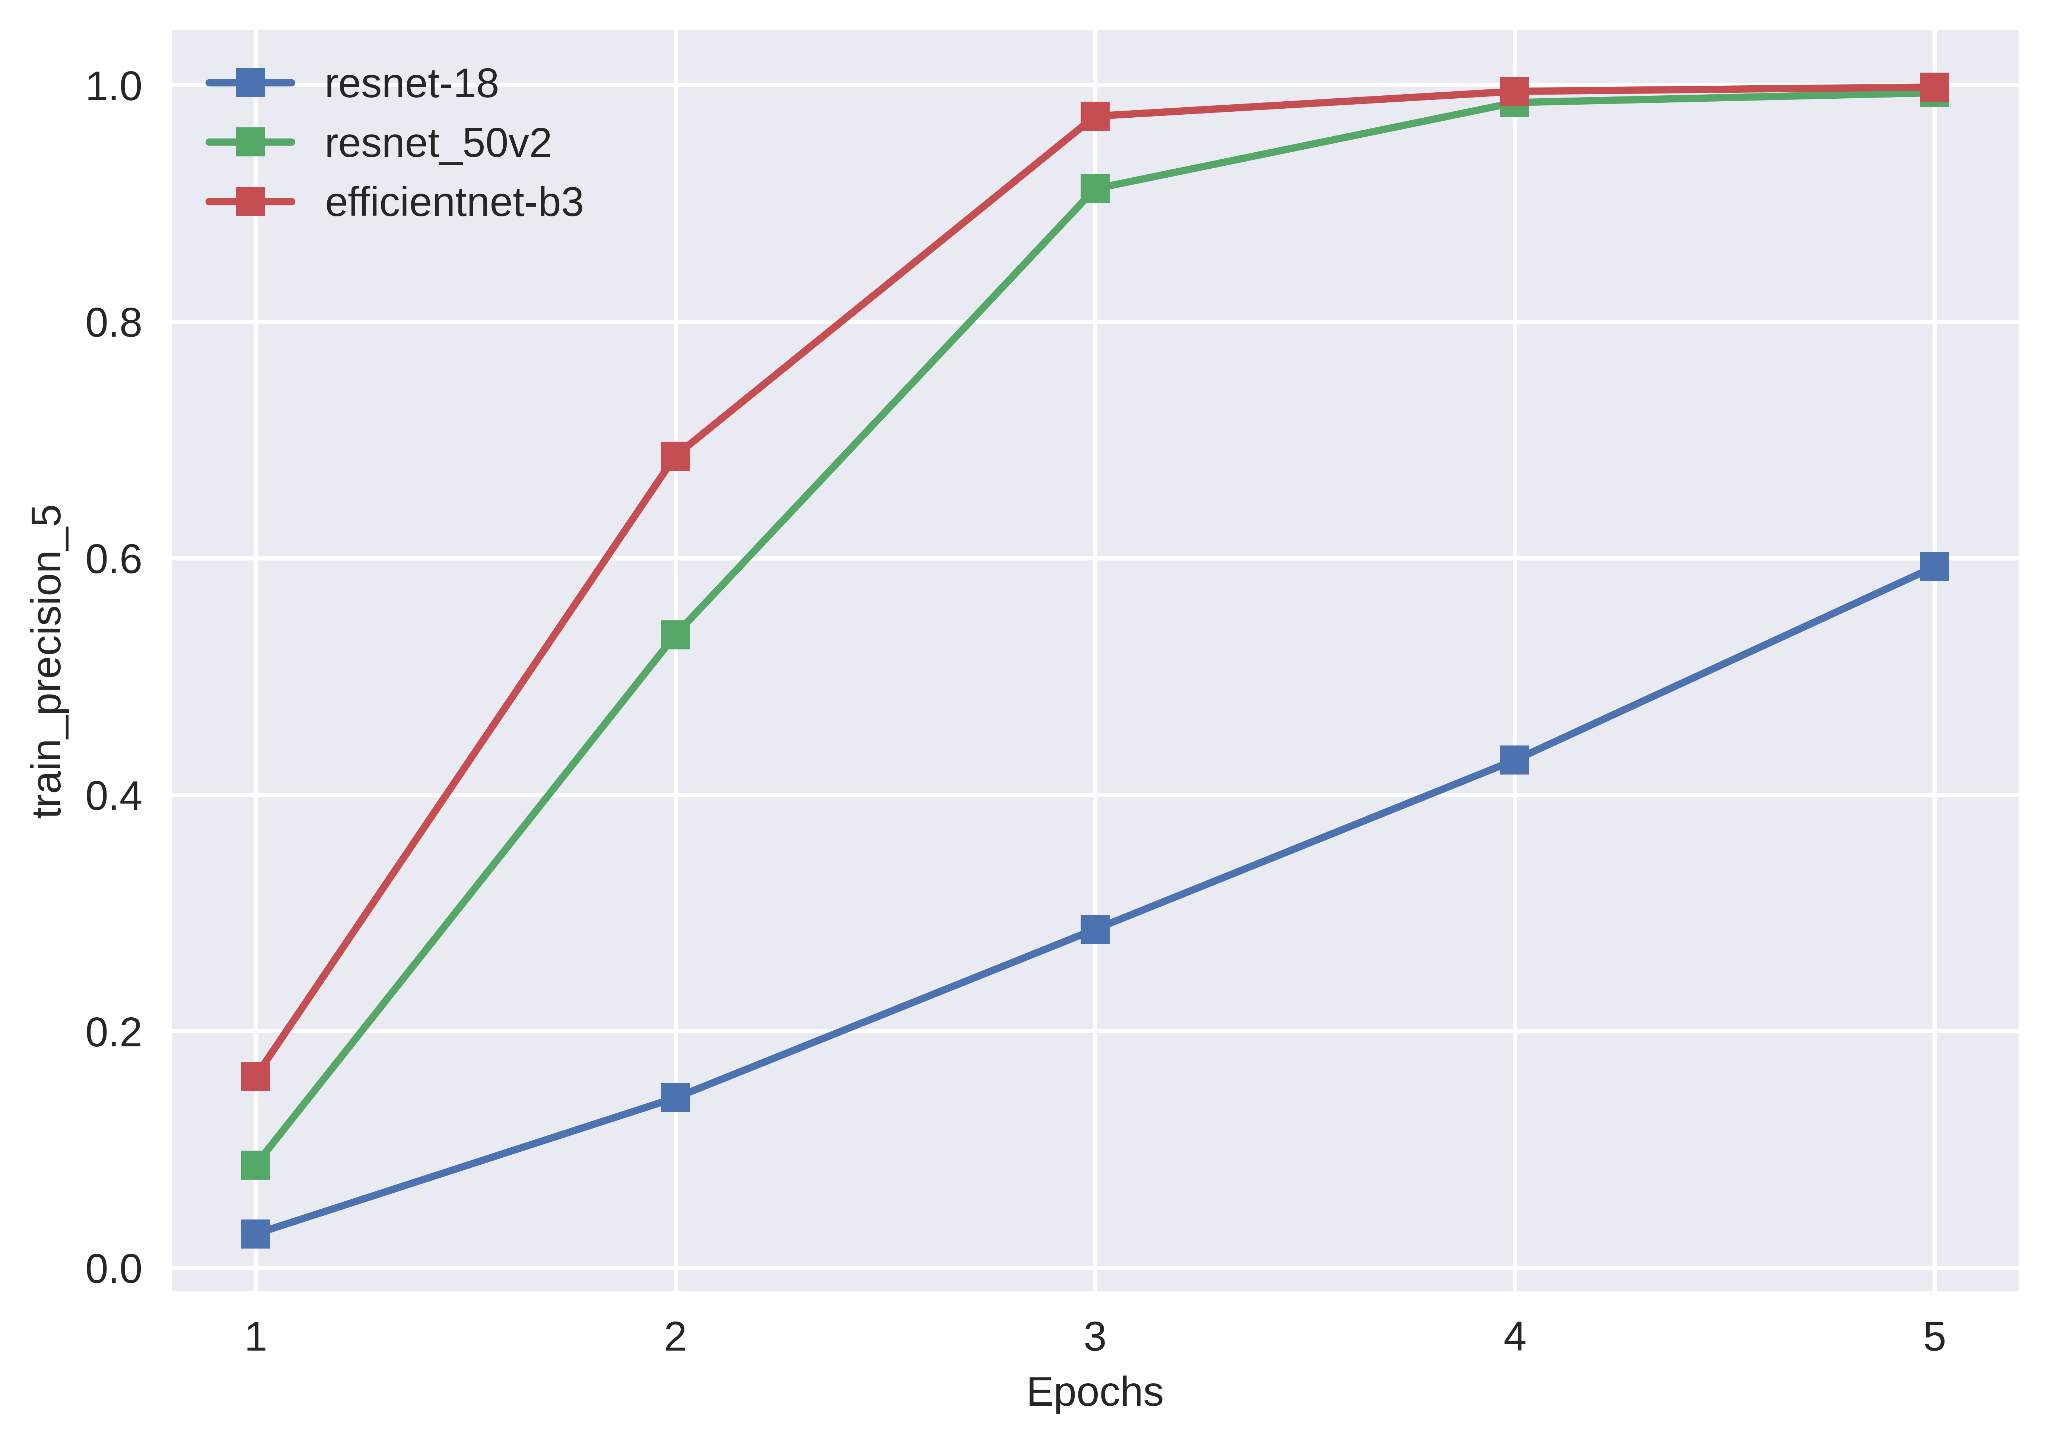 resnet-18
resnet_50v2
efficientnet-b3
1.0
0.8
0.6
0.4
0.2
0.0
train_precision_5
1 2 3 4 5
Epochs